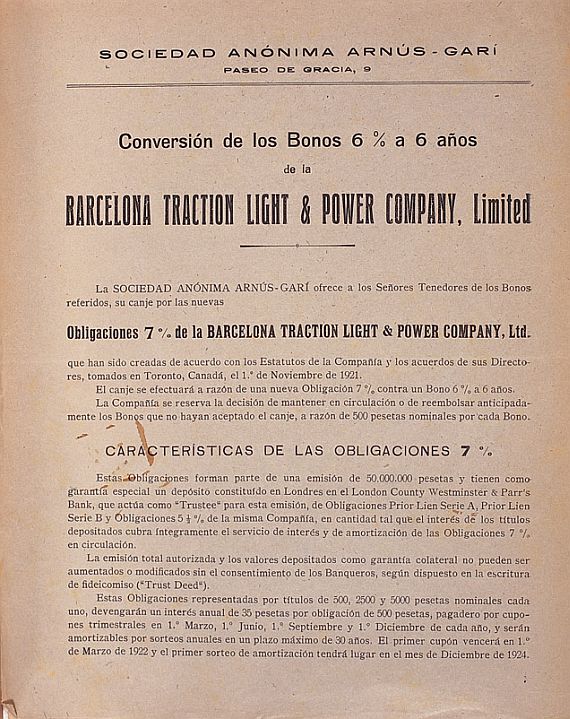 SOCIEDAD ANÓNIMA ARNÚS-GARÍ
PASEO DE GRACIA, 9
Conversión de los Bonos 6 % a 6 años
de la
BARCELONA TRACTION LIGHT & POWER COMPANY, Limited
La SOCIEDAD ANÓNIMA ARNÚS-GARÍ ofrece a los Señores Tenedores de los Bonos
referidos, su canje por las nuevas
Obligaciones 7 % de la BARCELONA TRACTION LIGHT & POWER COMPANY, Ltd.
que han sido creadas de acuerdo con los Estatutos de la Compañía y los acuerdos de sus Directo-
res, tomados en Toronto, Canadá, el 1.º de Noviembre de 1921.
El canje se efectuará a razón de una nueva Obligación 7 % contra un Bono 6 % a 6 años.
La Compañía se reserva la decisión de mantener en circulación o de reembolsar anticipada-
mente los Bonos que no hayan aceptado el canje, a razón de 500 pesetas nominales por cada Bono.
CARACTERÍSTICAS DE LAS OBLIGACIONES 7 %
Estas Obligaciones forman parte de una emisión de 50.000.000 pesetas y tienen como
garantía especial un depósito constituído en Londres en el London County Westminster & Parr's
Bank, que actúa como "Trustee" para esta emisión, de Obligaciones Prior Lien Serie A, Prior Lien
Serie B y Obligaciones 5 ½ % de la misma Compañía, en cantidad tal que el interés de los títulos
depositados cubra íntegramente el servicio de interés y de amortización de las Obligaciones 7 %
en circulación.
La emisión total autorizada y los valores depositados como garantía colateral no pueden ser
aumentados o modificados sin el consentimiento de los Banqueros, según dispuesto en la escritura
de fideicomiso ("Trust Deed").
Estas Obligaciones representadas por títulos de 500, 2500 y 5000 pesetas nominales cada
uno, devengarán un interés anual de 35 pesetas por obligación de 500 pesetas, pagadero por cupo-
nes trimestrales en 1.º Marzo, 1.º Junio, 1.º Septiembre y 1.º Diciembre de cada año, y serán
amortizables por sorteos anuales en un plazo máximo de 30 años. El primer cupón vencerá en 1.º
de Marzo de 1922 y el primer sorteo de amortización tendrá lugar en el mes de Diciembre de 1924.